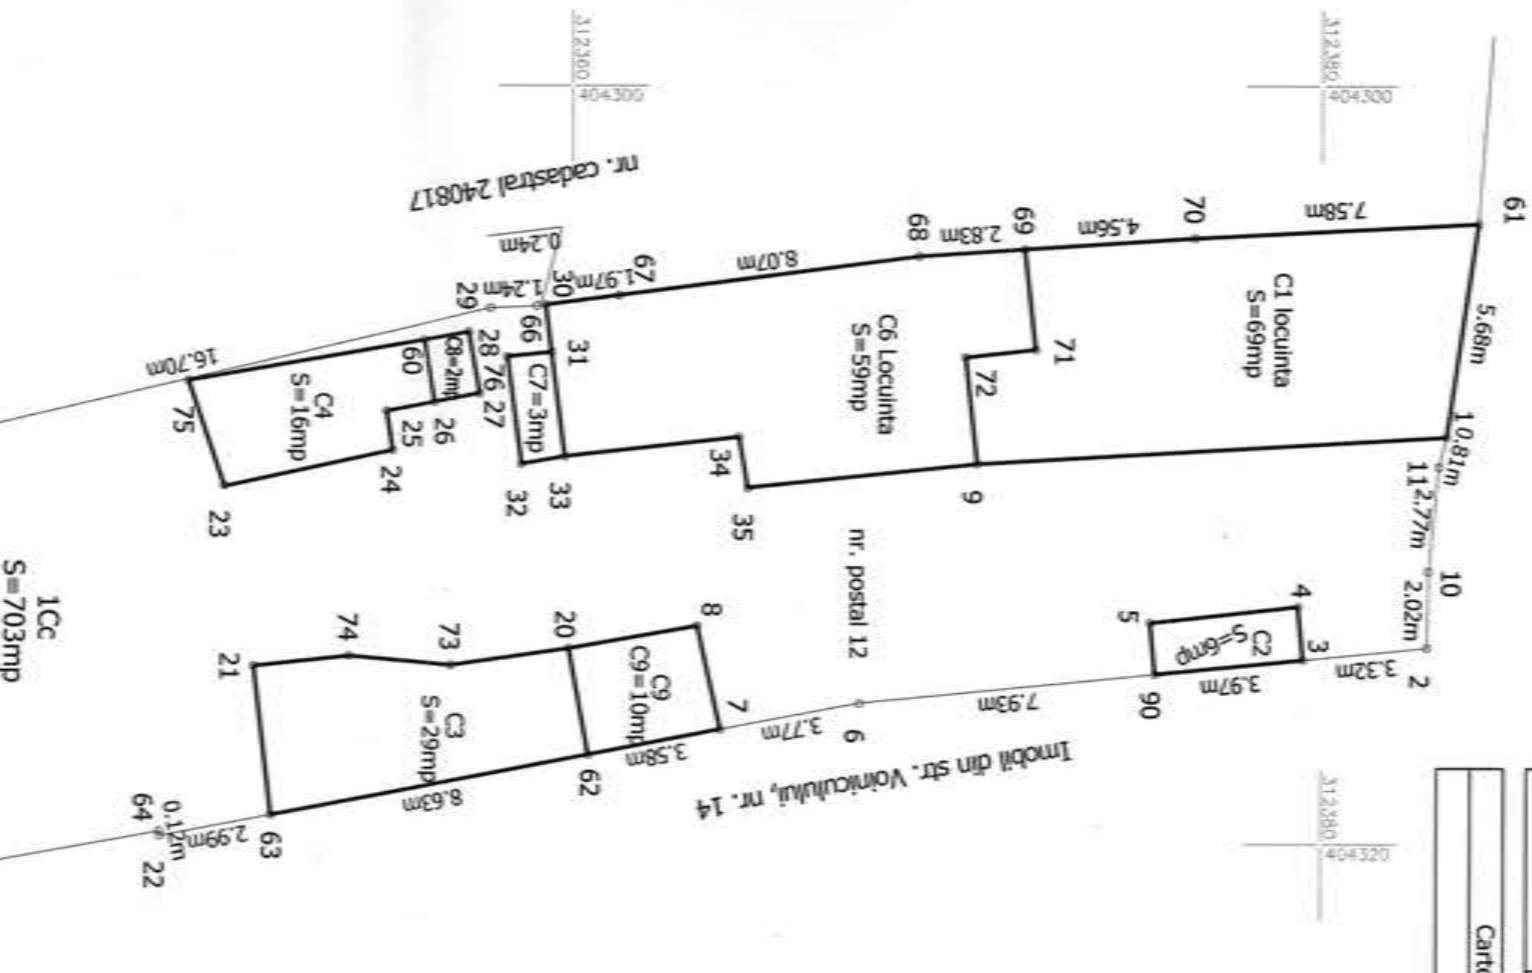 312360
404300
312380
404300
nr. cadastral 240817
61
7.58m
70
4.56m
69
2.83m
68
8.07m
67
1.97m
30
0.24m
1.24m
29
66
31
5.68m
C1 locuinta
S=69mp
71
72
C6 Locuinta
S=59mp
1
0.81m
11
2.77m
10
2.02m
2
9
34
35
33
32
C7=3mp
28
76
27
C8=2mp
60
26
25
24
C4
S=16mp
16.70m
75
23
nr. postal 12
4
3
5
C2
S=6mp
3.32m
3.97m
90
7.93m
6
3.77m
7
8
C9
C9=10mp
3.58m
62
20
73
74
21
C3
S=29mp
8.63m
63
2.99m
0.12m
64
22
Imobil din str. Voinicului, nr. 14
1Cc
S=703mp
312380
404320